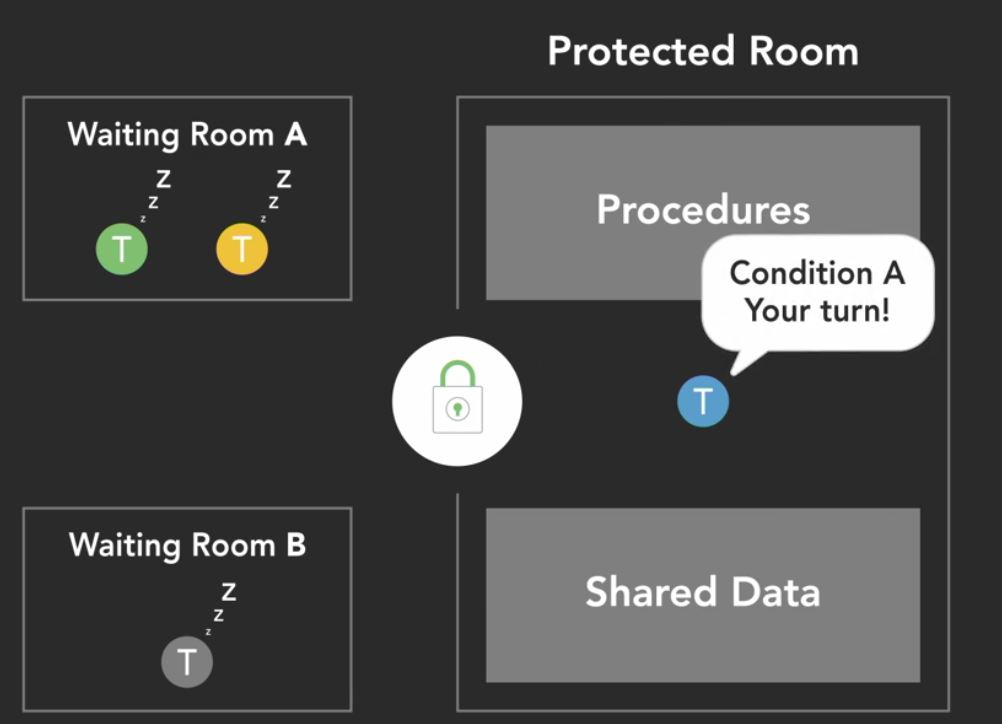 Protected Room
Waiting Room A
z z Z
z z Z
T
T
Procedures
Condition A
Your turn!
T
Waiting Room B
z z Z
T
Shared Data